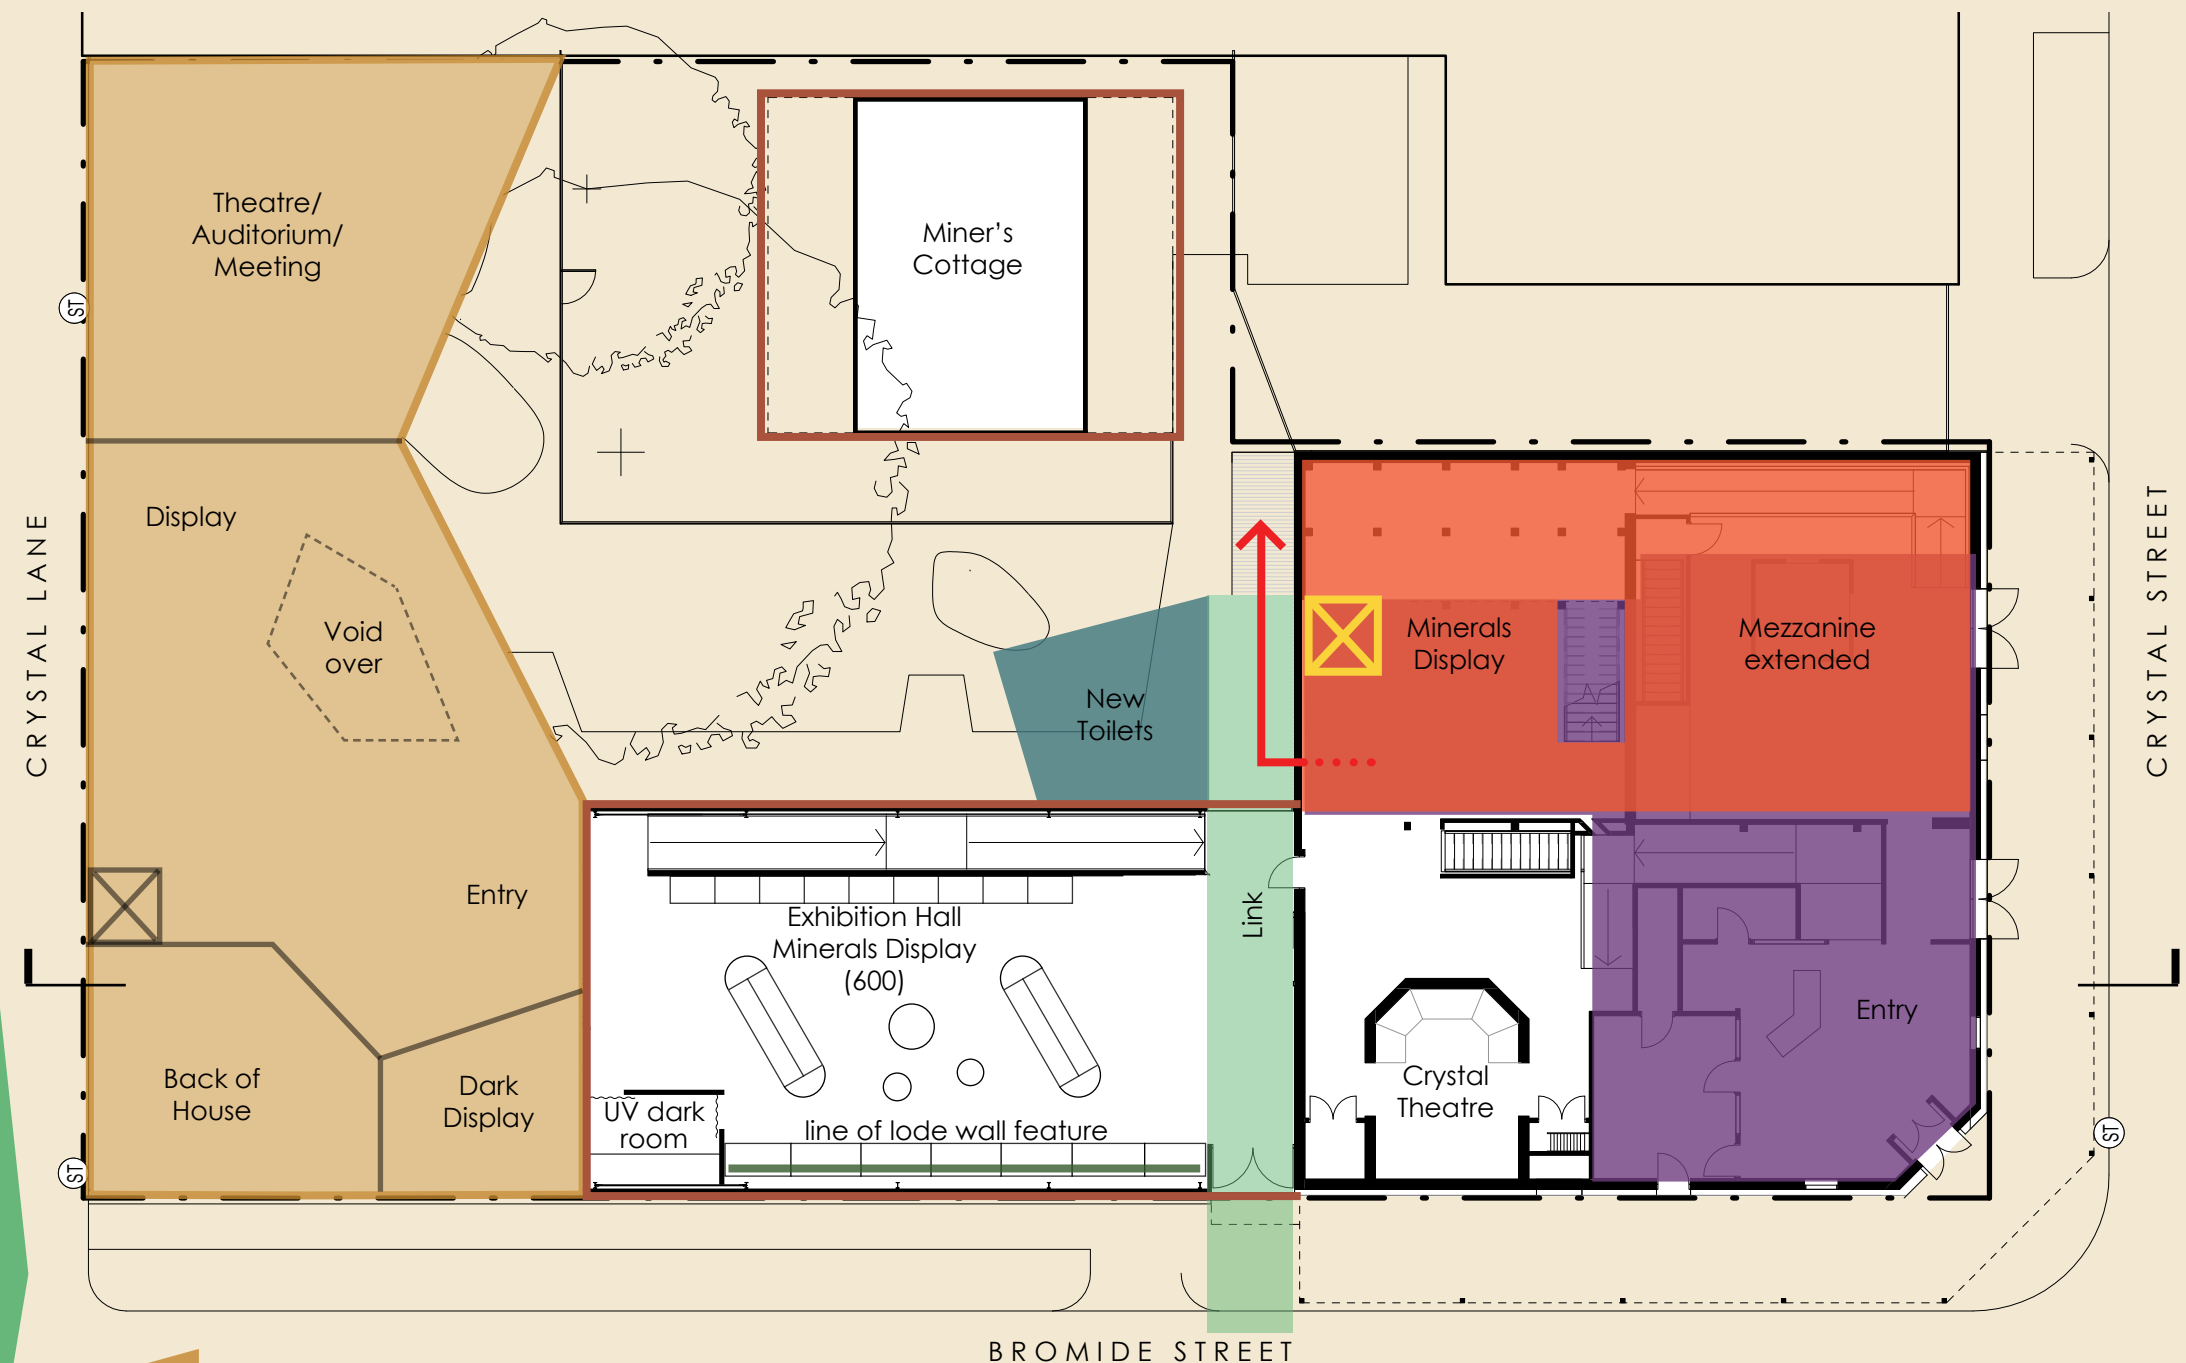 Theatre/
Auditorium/
Meeting
Miner's
Cottage
ST
Display
Void
over
CRYSTAL LANE
CRYSTAL STREET
Minerals
Display
Mezzanine
extended
New
Toilets
Entry
Link
Exhibition Hall
Minerals Display
(600)
Entry
Back of
House
Dark
Display
UV dark
room
line of lode wall feature
Crystal
Theatre
ST
ST
BROMIDE STREET